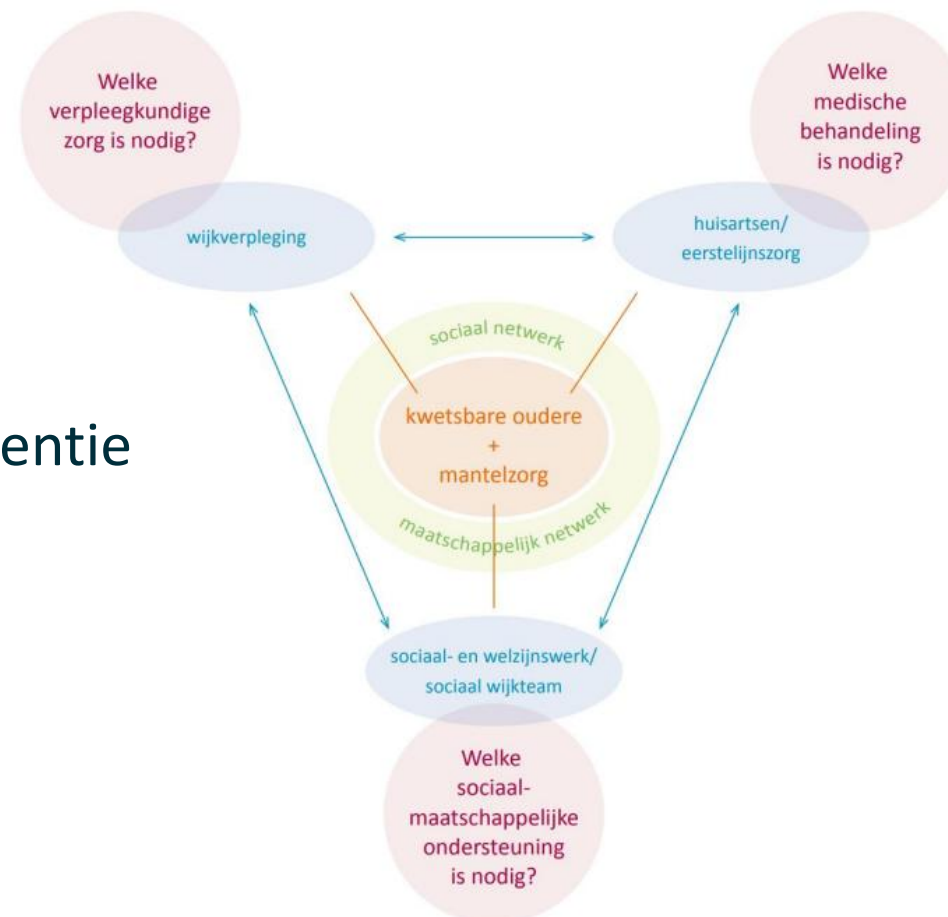 Welke
verpleegkundige
zorg is nodig?
Welke
medische
behandeling
is nodig?
wijkverpleging
huisartsen/
eerstelijnszorg
sociaal netwerk
kwetsbare oudere
+
mantelzorg
maatschappelijk netwerk
entie
sociaal- en welzijnswerk/
sociaal wijkteam
Welke
sociaal-
maatschappelijke
ondersteuning
is nodig?